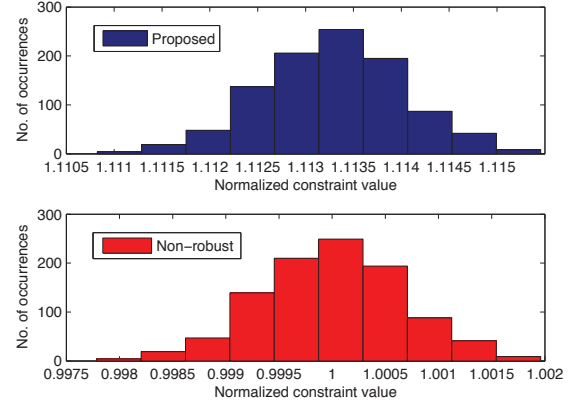 300
200
100
0
No. of occurrences
Proposed
1.1105 1.111 1.1115 1.112 1.1125 1.113 1.1135 1.114 1.1145 1.115
Normalized constraint value
300
200
100
0
No. of occurrences
Non-robust
0.9975 0.998 0.9985 0.999 0.9995 1 1.0005 1.001 1.0015 1.002
Normalized constraint value